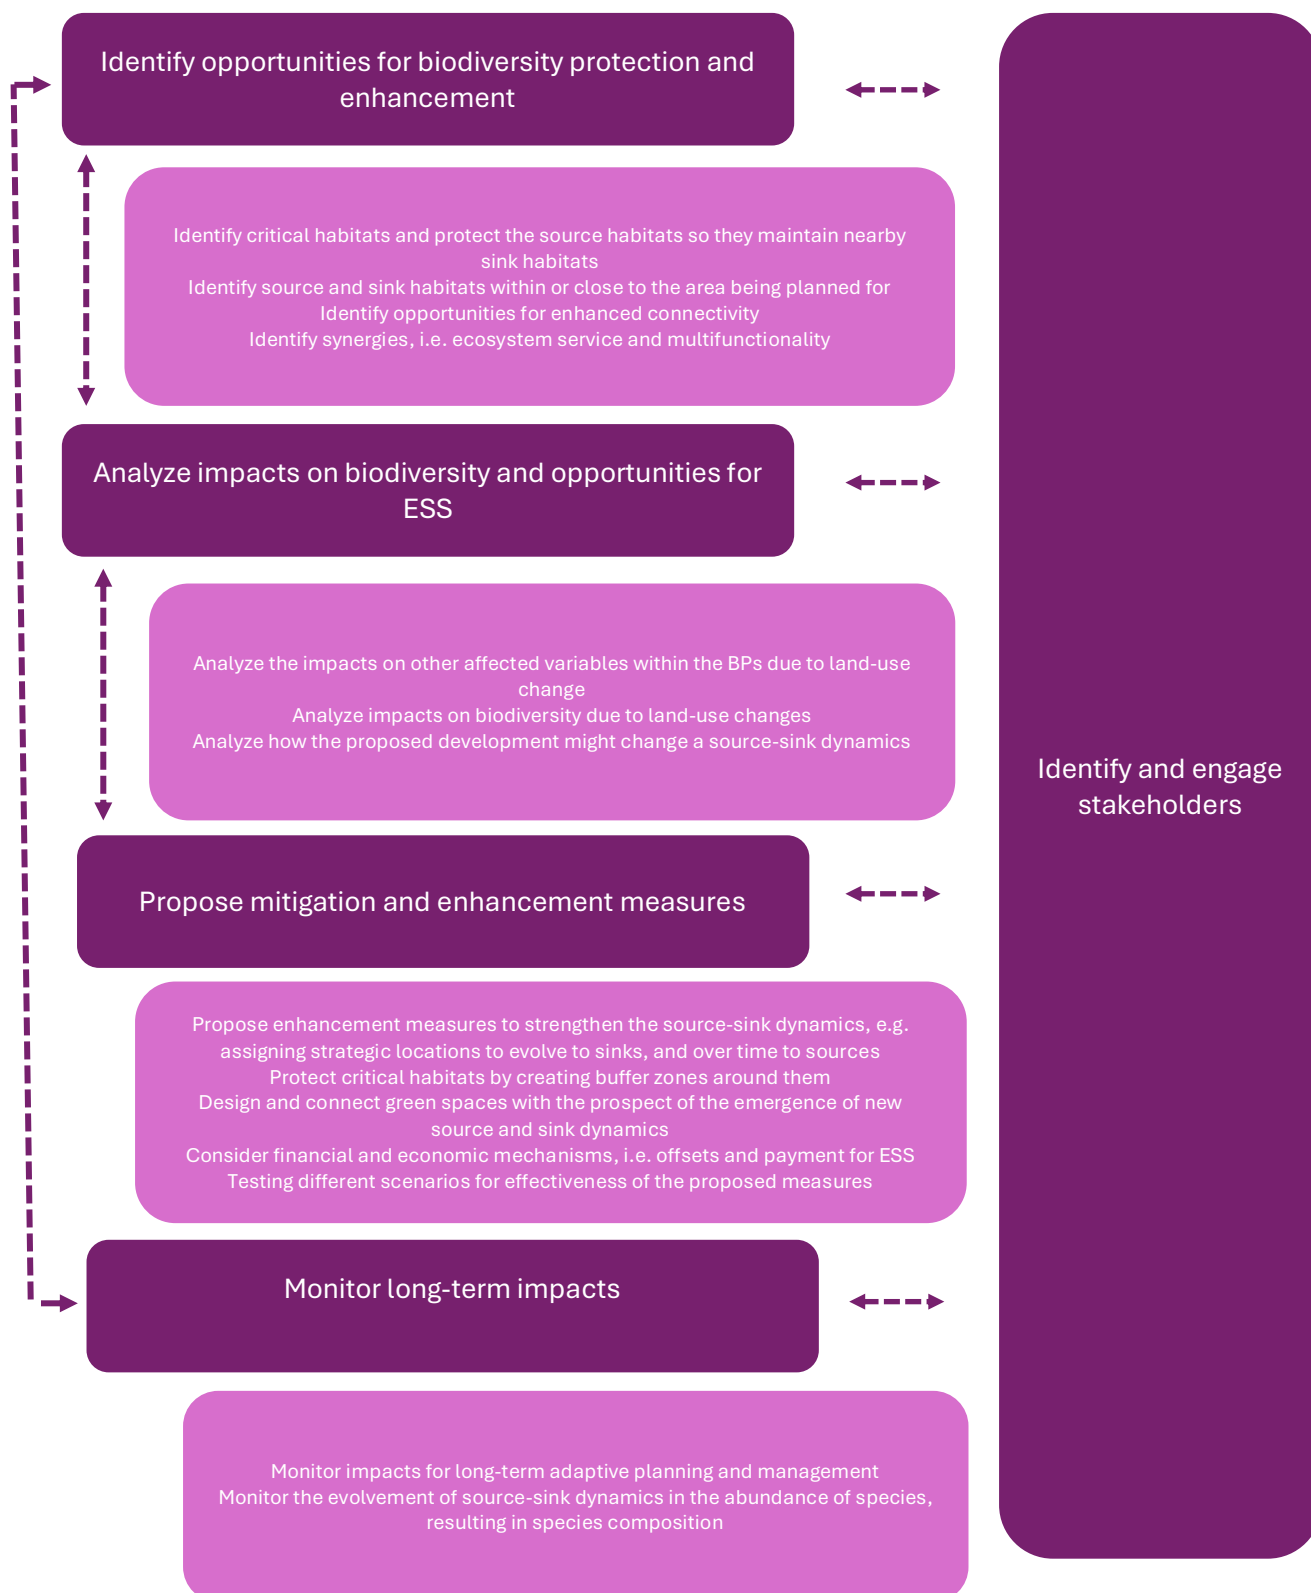 Identify opportunities for biodiversity protection and
enhancement
Identify critical habitats and protect the source habitats so they maintain nearby
sink habitats
Identify source and sink habitats within or close to the area being planned for
Identify opportunities for enhanced connectivity
Identify synergies, i.e. ecosystem service and multifunctionality
Analyze impacts on biodiversity and opportunities for
ESS
Analyze the impacts on other affected variables within the BPs due to land-use
change
Analyze impacts on biodiversity due to land-use changes
Analyze how the proposed development might change a source-sink dynamics
Propose mitigation and enhancement measures
Propose enhancement measures to strengthen the source-sink dynamics, e.g.
assigning strategic locations to evolve to sinks, and over time to sources
Protect critical habitats by creating buffer zones around them
Design and connect green spaces with the prospect of the emergence of new
source and sink dynamics
Consider financial and economic mechanisms, i.e. offsets and payment for ESS
Testing different scenarios for effectiveness of the proposed measures
Monitor long-term impacts
Monitor impacts for long-term adaptive planning and management
Monitor the evolvement of source-sink dynamics in the abundance of species,
resulting in species composition
Identify and engage
stakeholders